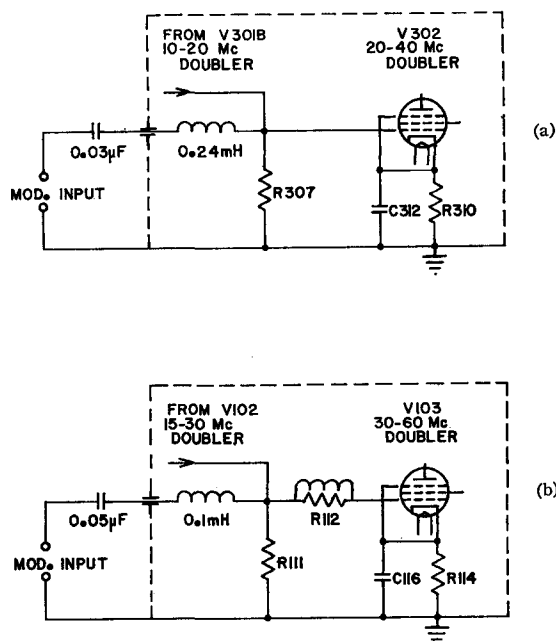 FROM V301B
10-20 Mc
DOUBLER
V302
20-40 Mc
DOUBLER
(a)
0.03µF
0.24mH
MOD. INPUT
R307
C312
R310
FROM V102
15-30 Mc
DOUBLER
V103
30-60 Mc
DOUBLER
(b)
0.05µF
0.1mH
R112
MOD. INPUT
R111
C116
R114